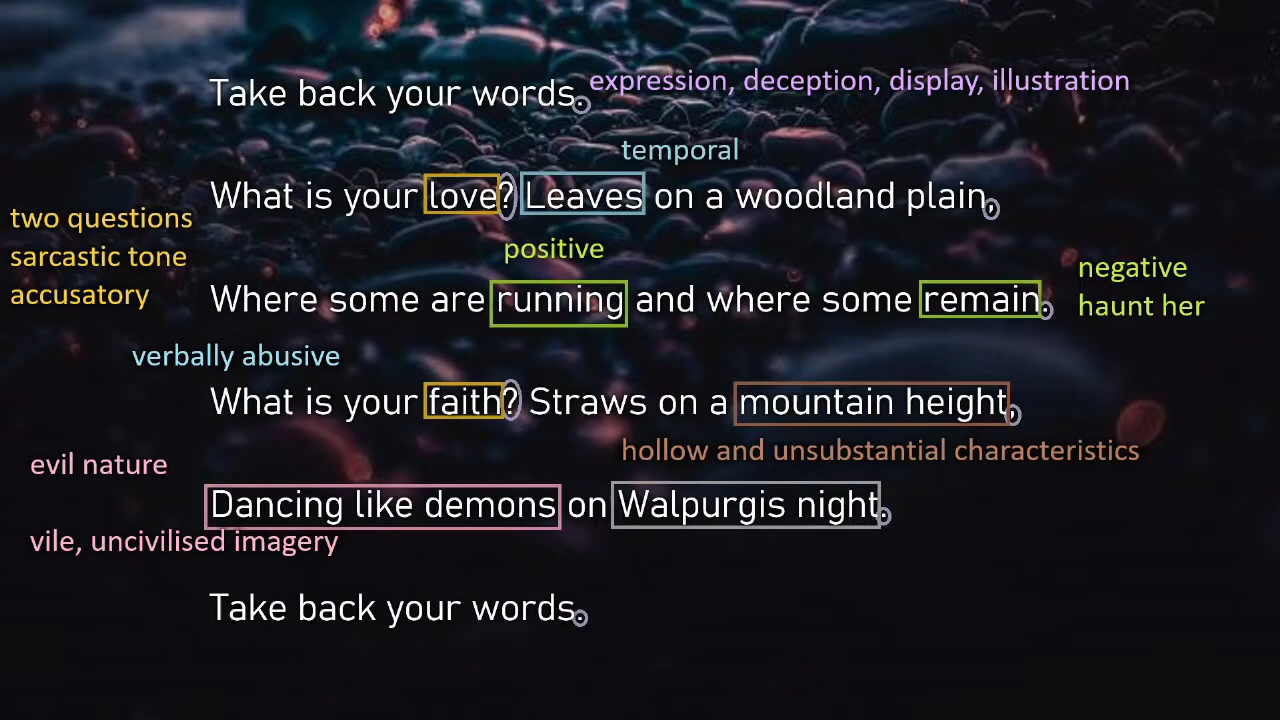 Take back your words. expression, deception, display, illustration
temporal
What is your love? Leaves on a woodland plain,
two questions
sarcastic tone
accusatory
positive
Where some are running and where some remain.
negative
haunt her
verbally abusive
What is your faith? Straws on a mountain height,
hollow and unsubstantial characteristics
evil nature
Dancing like demons on Walpurgis night.
vile, uncivilised imagery
Take back your words.